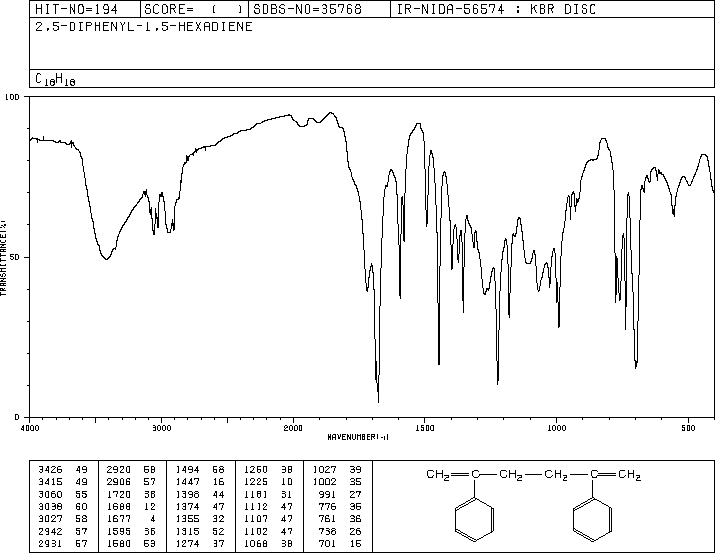 HIT-NO=194 SCORE= ( ) SDBS-NO=35768 IR-NIDA-56574 : KBR DISC
2,5-DIPHENYL-1,5-HEXADIENE
C18H18
100
50
0
TRANSMITTANCE(%)
4000 3000 2000 1500 1000 500
WAVENUMBER(-1)
3426 49 2920 58 1494 58 1260 38 1027 39
3415 49 2906 57 1447 16 1225 10 1002 35
3060 55 1720 38 1398 44 1181 31 991 27
3038 60 1686 12 1374 47 1112 47 776 35
3027 58 1677 4 1355 32 1107 47 761 36
2942 57 1595 36 1315 52 1102 47 738 26
2931 57 1580 53 1274 37 1068 38 701 15
CH2 C CH2 CH2 C CH2